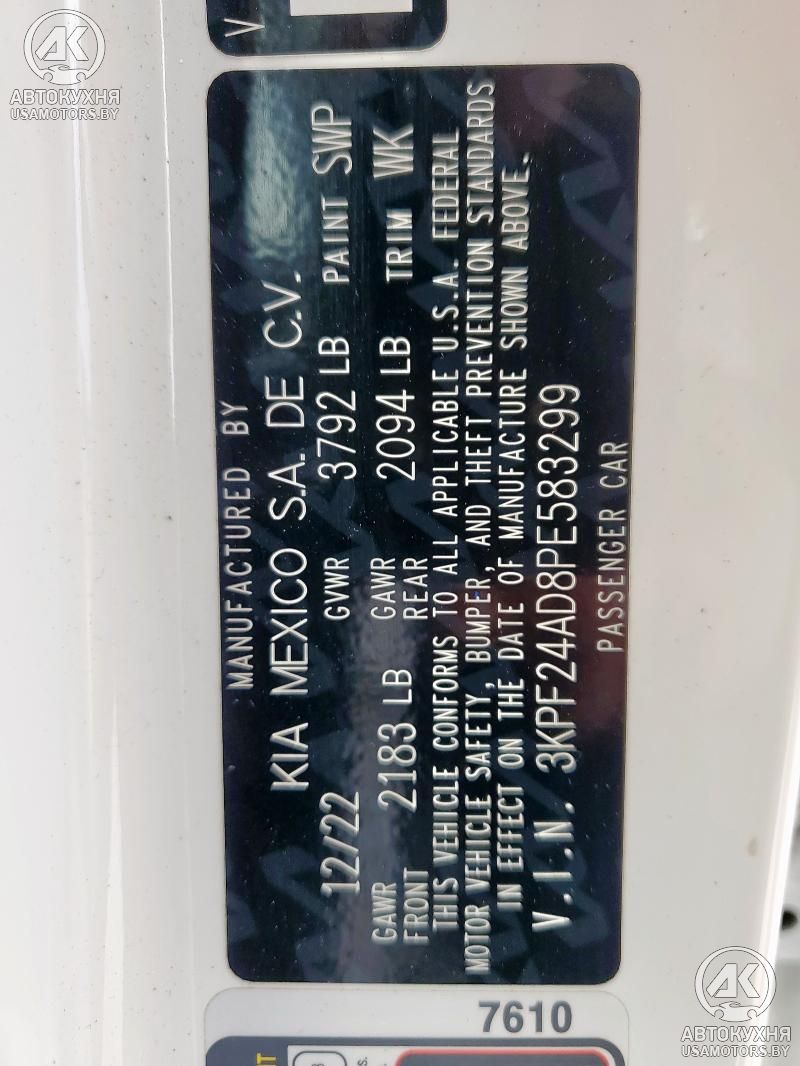 V
MANUFACTURED BY
KIA MEXICO S.A. DE C.V.
12/22 GVWR 3792 LB PAINT SWP
GAWR FRONT 2183 LB GAWR REAR 2094 LB TRIM WK
THIS VEHICLE CONFORMS TO ALL APPLICABLE U.S.A. FEDERAL
MOTOR VEHICLE SAFETY, BUMPER, AND THEFT PREVENTION STANDARDS
IN EFFECT ON THE DATE OF MANUFACTURE SHOWN ABOVE.
V.I.N. 3KPF24AD8PE583299
PASSENGER CAR
7610
AK
АВТОКУХНЯ
USAMOTORS.BY
AK
АВТОКУХНЯ
USAMOTORS.BY